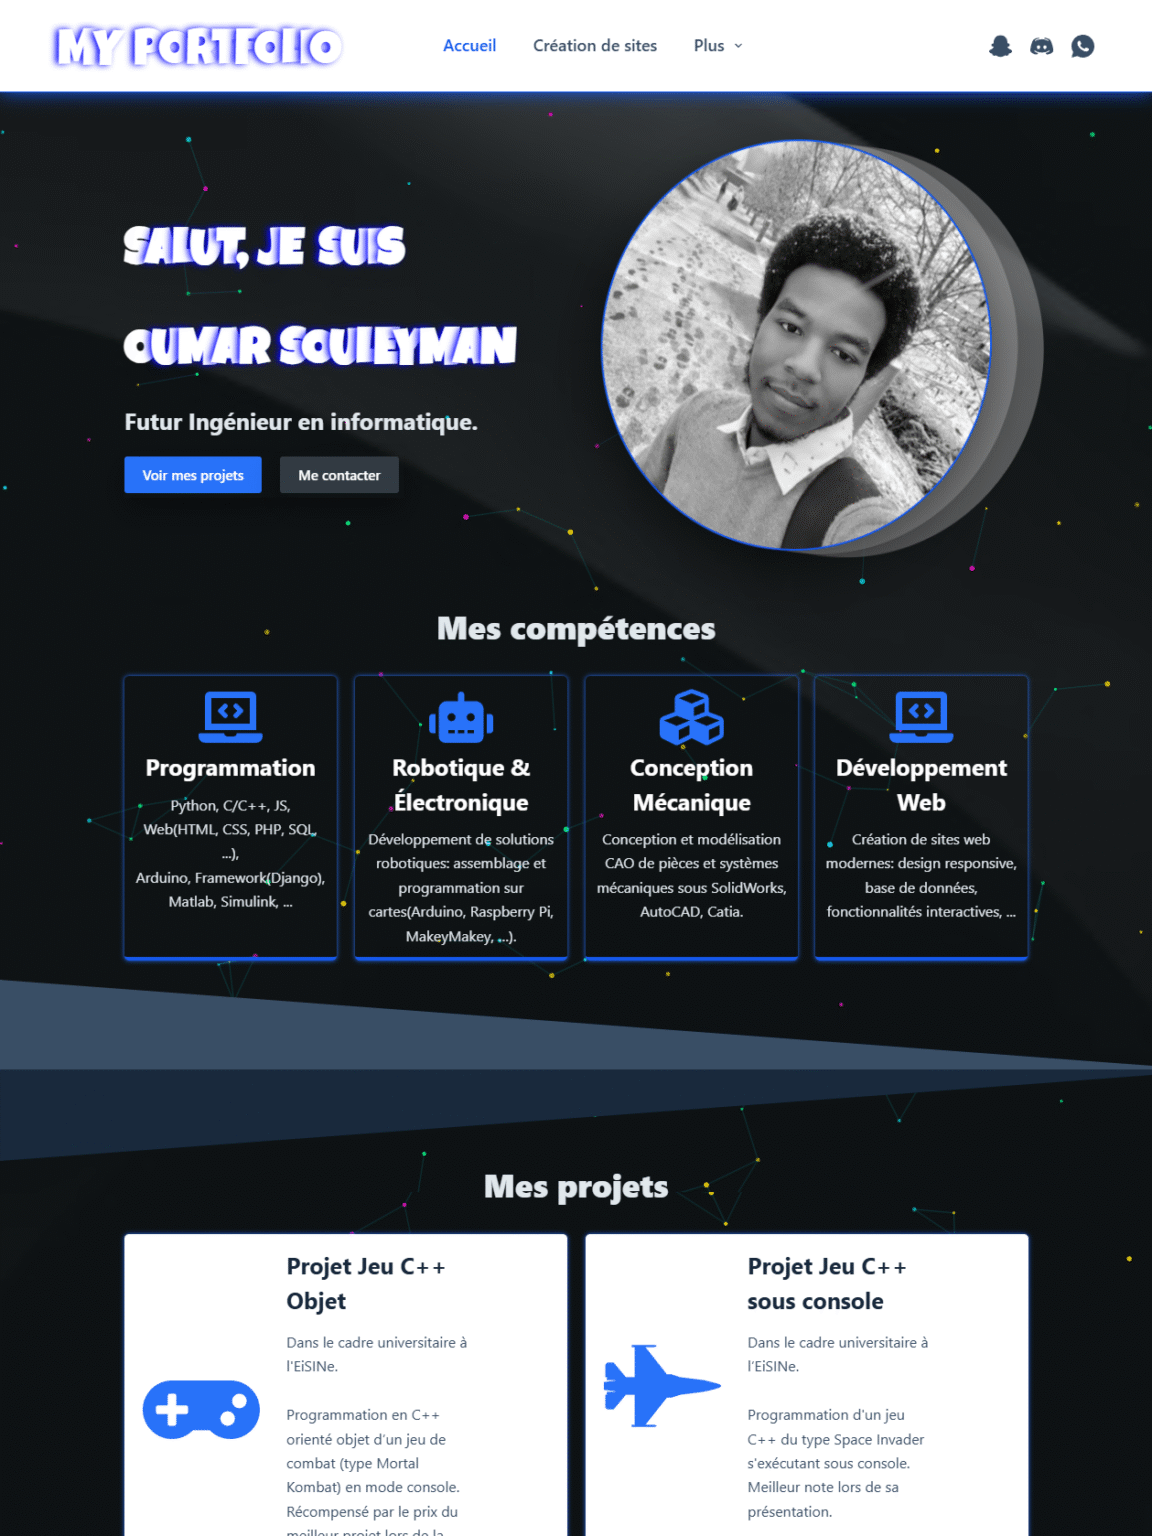 MY PORTFOLIO
Accueil
Création de sites
Plus
SALUT, JE SUIS
OUMAR SOULEYMAN
Futur Ingénieur en informatique.
Voir mes projets
Me contacter
Mes compétences
Programmation
Python, C/C++, JS,
Web(HTML, CSS, PHP, SQL,
...),
Arduino, Framework(Django),
Matlab, Simulink, ...
Robotique &
Électronique
Développement de solutions
robotiques: assemblage et
programmation sur
cartes(Arduino, Raspberry Pi,
MakeyMakey, ...).
Conception
Mécanique
Conception et modélisation
CAO de pièces et systèmes
mécaniques sous SolidWorks,
AutoCAD, Catia.
Développement
Web
Création de sites web
modernes: design responsive,
base de données,
fonctionnalités interactives, ...
Mes projets
Projet Jeu C++
Objet
Dans le cadre universitaire à
l'EiSINe.
Programmation en C++
orienté objet d'un jeu de
combat (type Mortal
Kombat) en mode console.
Récompensé par le prix du
meilleur projet lors de la
Projet Jeu C++
sous console
Dans le cadre universitaire à
l'EiSINe.
Programmation d'un jeu
C++ du type Space Invader
s'exécutant sous console.
Meilleur note lors de sa
présentation.